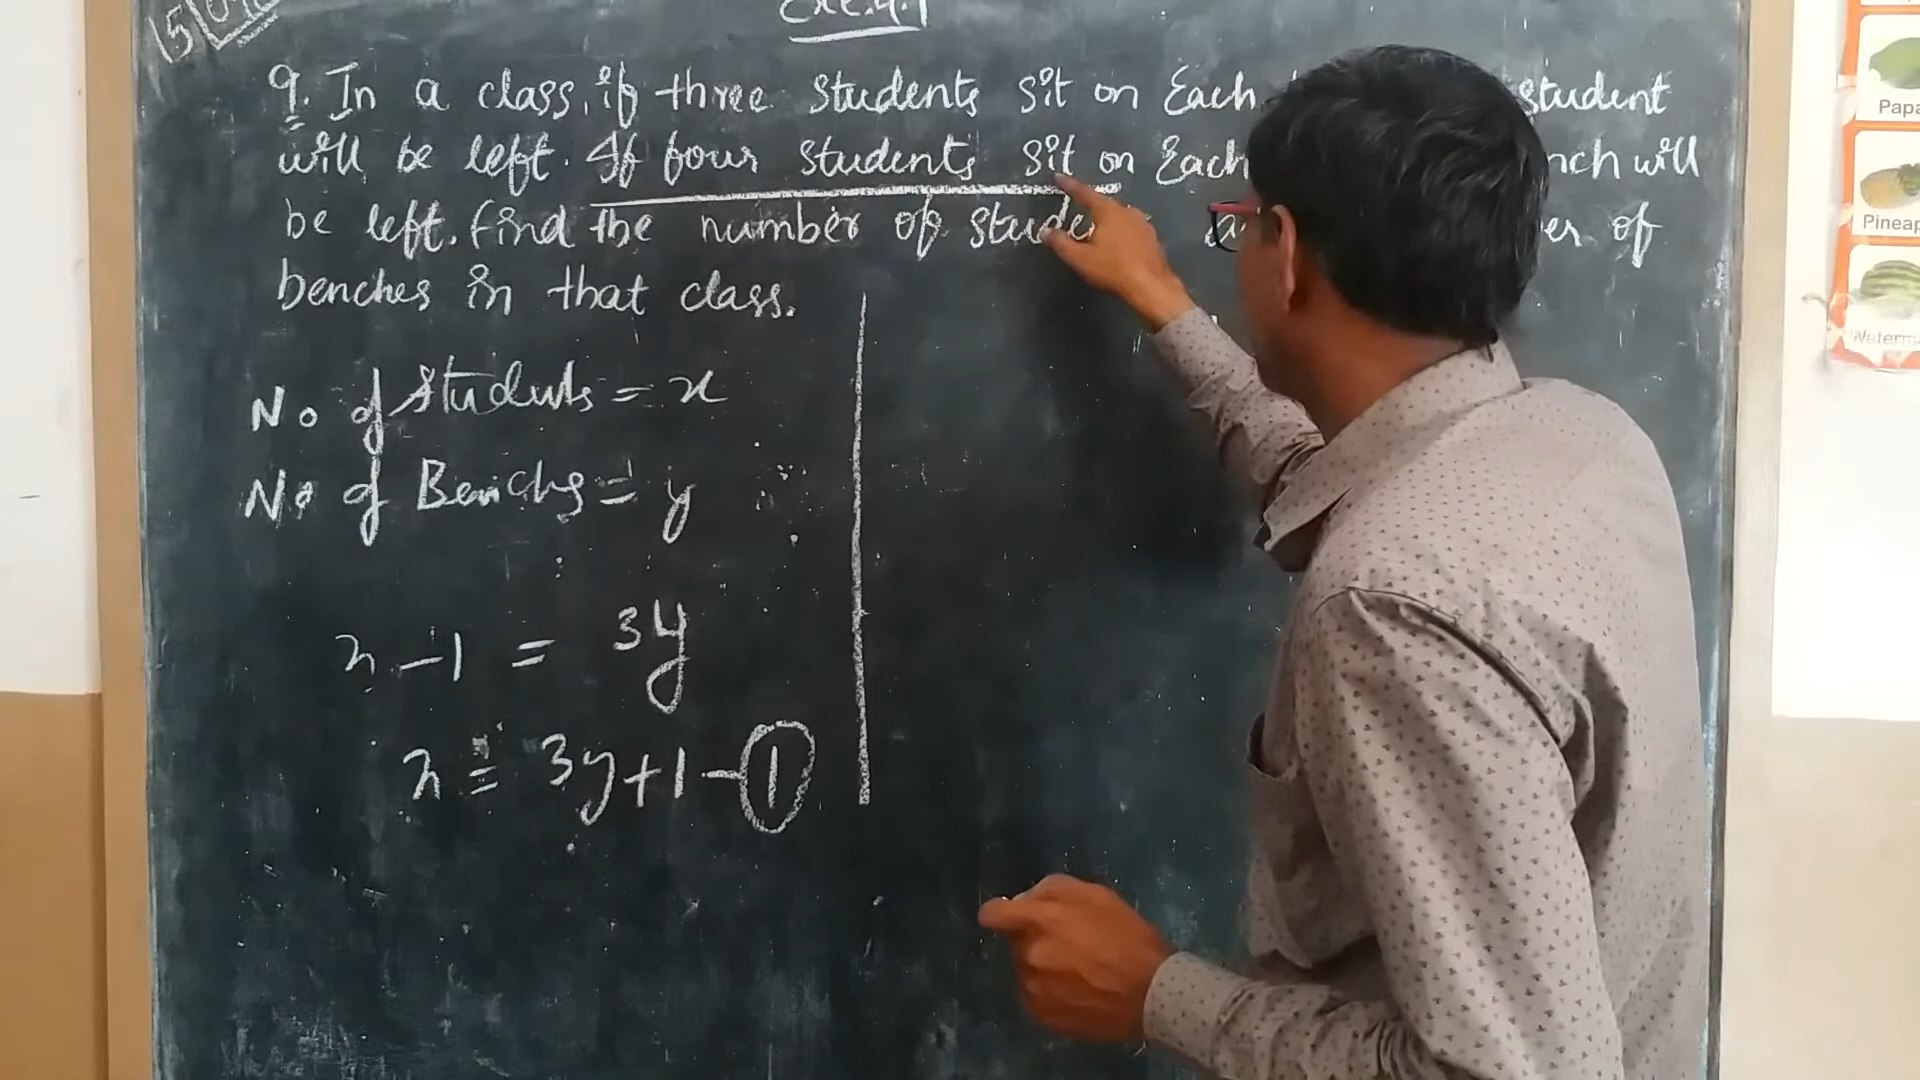 Exe.4.1
9. In a class, if three students sit on Each student
will be left. If four students sit on Each nch will
be left. find the number of stude er of
benches in that class.
No of students = x
No of Benches = y
x - 1 = 3y
x = 3y + 1 - 1
Papa
Pineap
Waterm